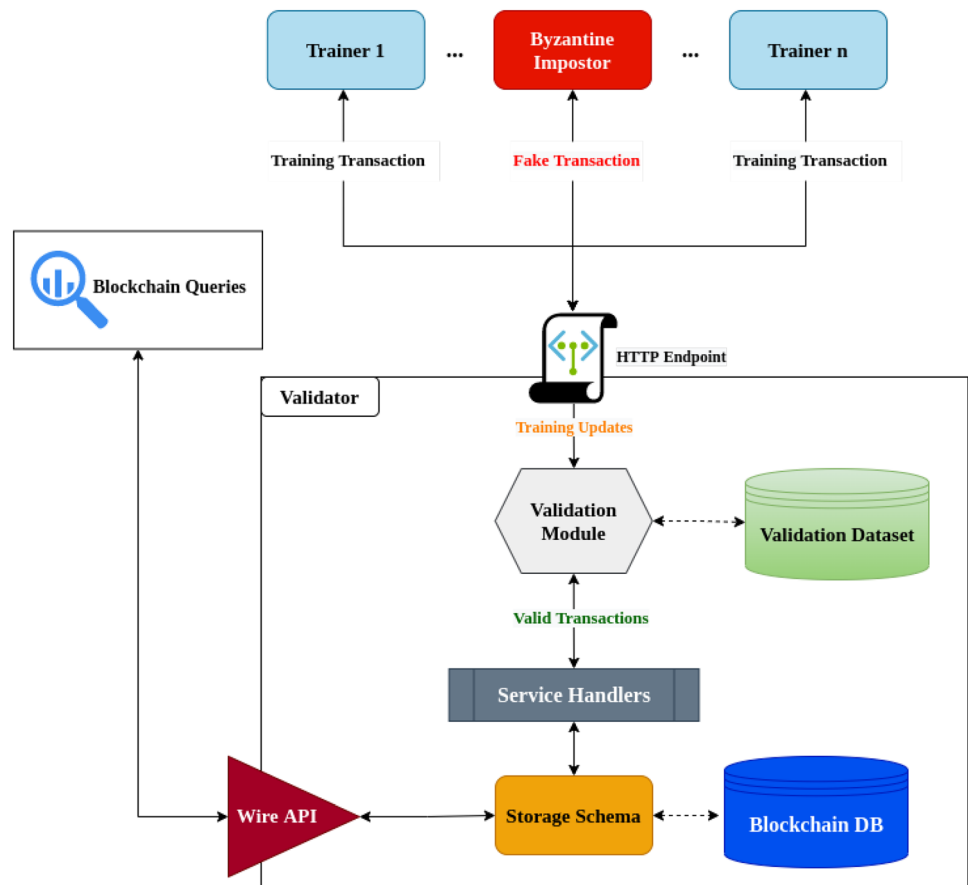 Trainer 1
...
Byzantine
Impostor
...
Trainer n
Training Transaction
Fake Transaction
Training Transaction
Blockchain Queries
HTTP Endpoint
Validator
Training Updates
Validation
Module
Validation Dataset
Valid Transactions
Service Handlers
Wire API
Storage Schema
Blockchain DB